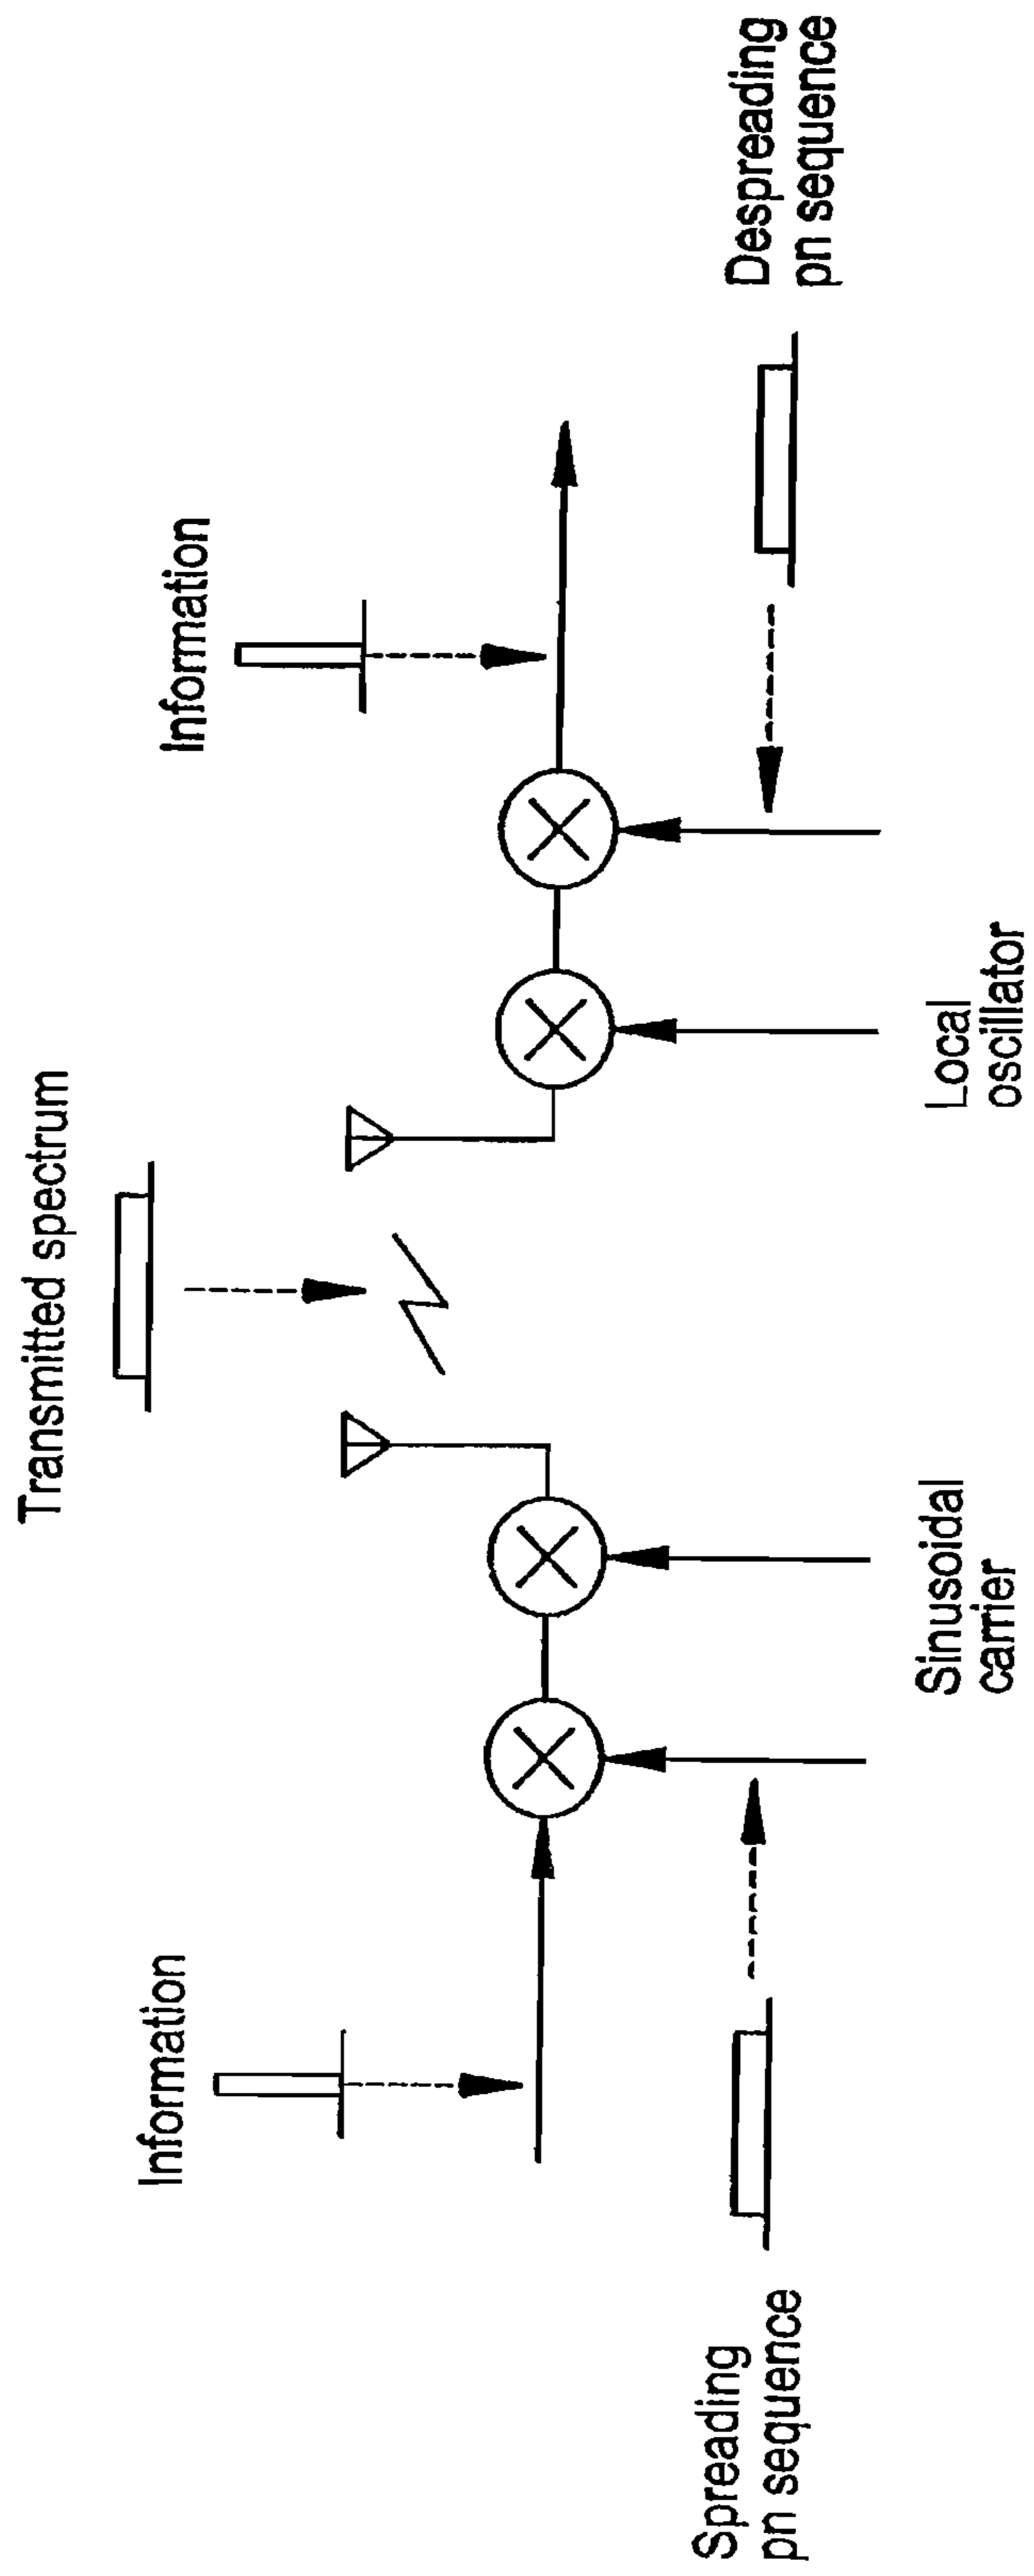 Transmitted spectrum
Information
Information
Spreading
pn sequence
Despreading
pn sequence
Sinusoidal
carrier
Local
oscillator